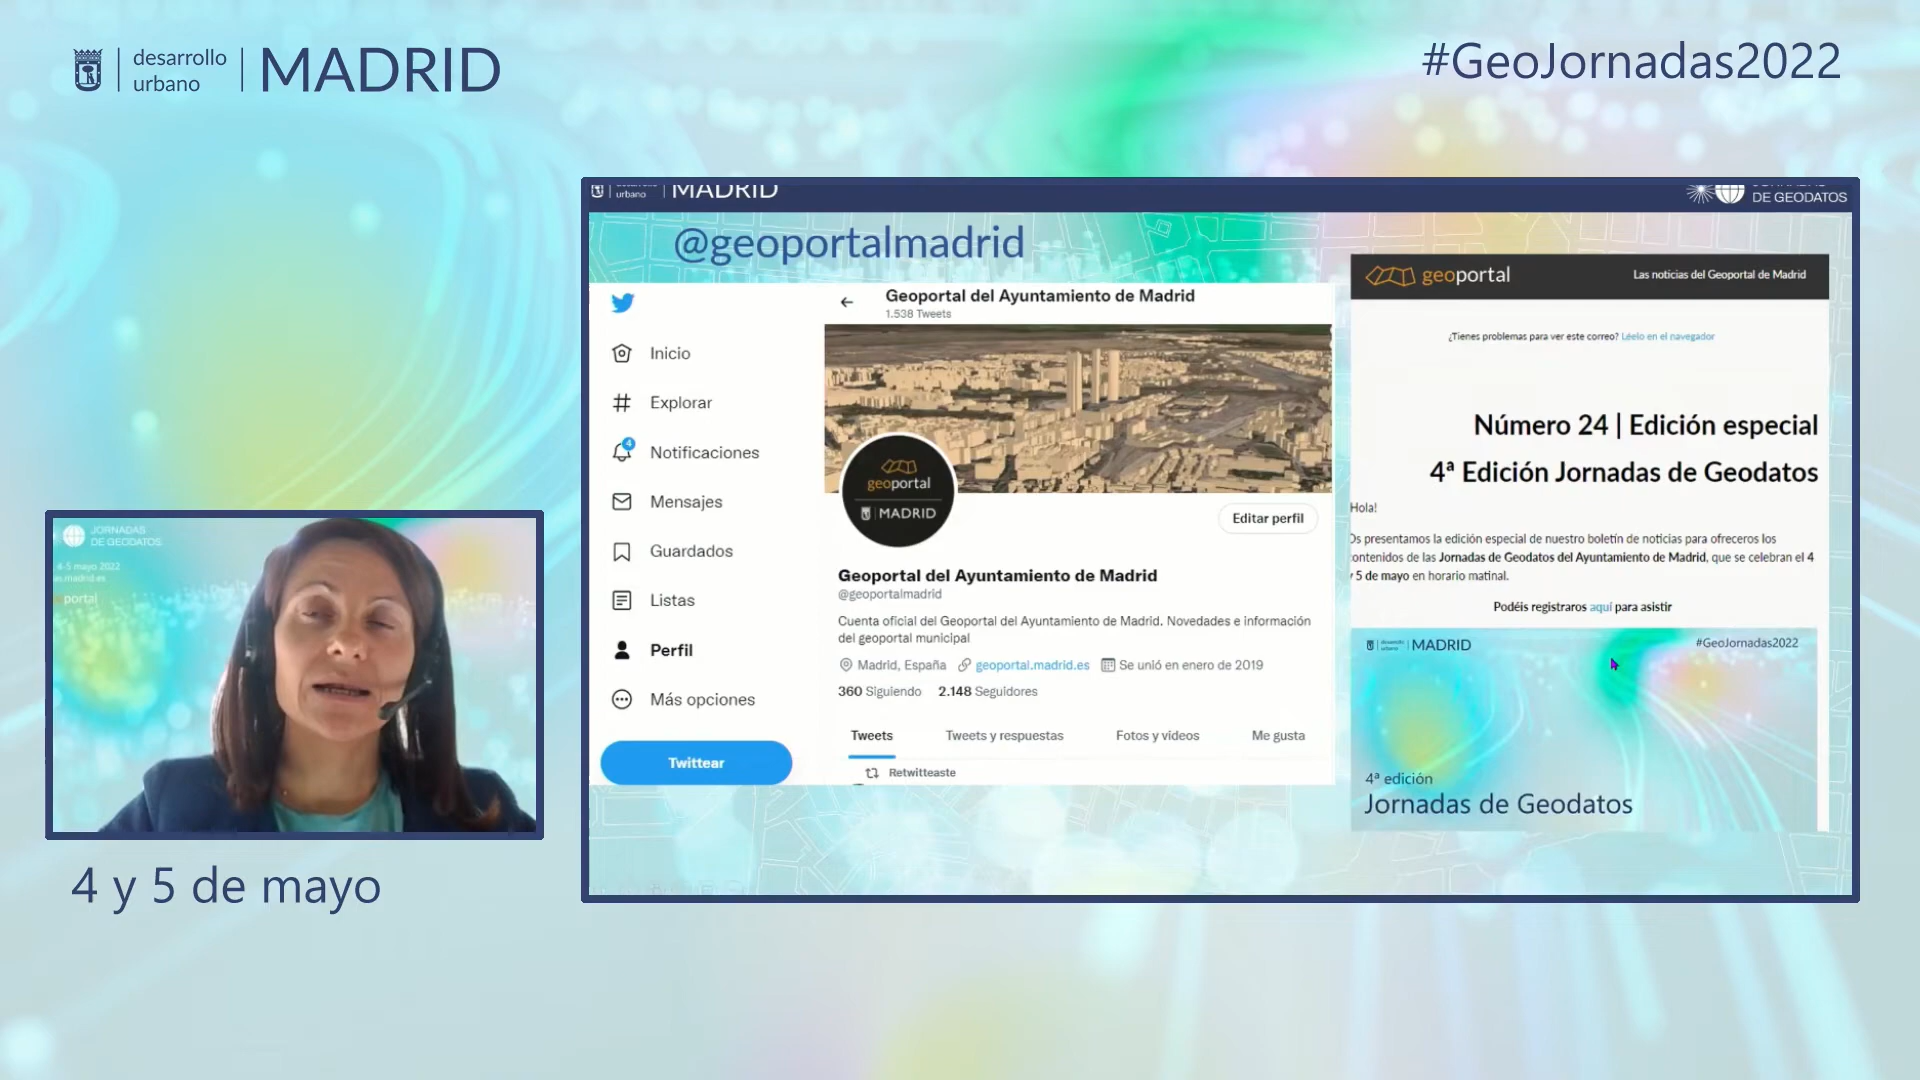 desarrollo
urbano
MADRID
#GeoJornadas2022
urbano
MADRID
DE GEODATOS
@geoportalmadrid
Geoportal del Ayuntamiento de Madrid
1.538 Tweets
Inicio
Explorar
4
Notificaciones
Mensajes
Guardados
Listas
Perfil
Más opciones
Twittear
geoportal
MADRID
Editar perfil
Geoportal del Ayuntamiento de Madrid
@geoportalmadrid
Cuenta oficial del Geoportal del Ayuntamiento de Madrid. Novedades e información
del geoportal municipal
Madrid, España geoportal.madrid.es Se unió en enero de 2019
360 Siguiendo 2.148 Seguidores
Tweets Tweets y respuestas Fotos y videos Me gusta
Retwitteaste
geoportal Las noticias del Geoportal de Madrid
¿Tienes problemas para ver este correo? Léelo en el navegador
Número 24 | Edición especial
4ª Edición Jornadas de Geodatos
Hola!
Os presentamos la edición especial de nuestro boletín de noticias para ofreceros los
contenidos de las Jornadas de Geodatos del Ayuntamiento de Madrid, que se celebran el 4
y 5 de mayo en horario matinal.
Podéis registraros aquí para asistir
MADRID
#GeoJornadas2022
4ª edición
Jornadas de Geodatos
JORNADAS
DE GEODATOS
4-5 mayo 2022
portal
4 y 5 de mayo